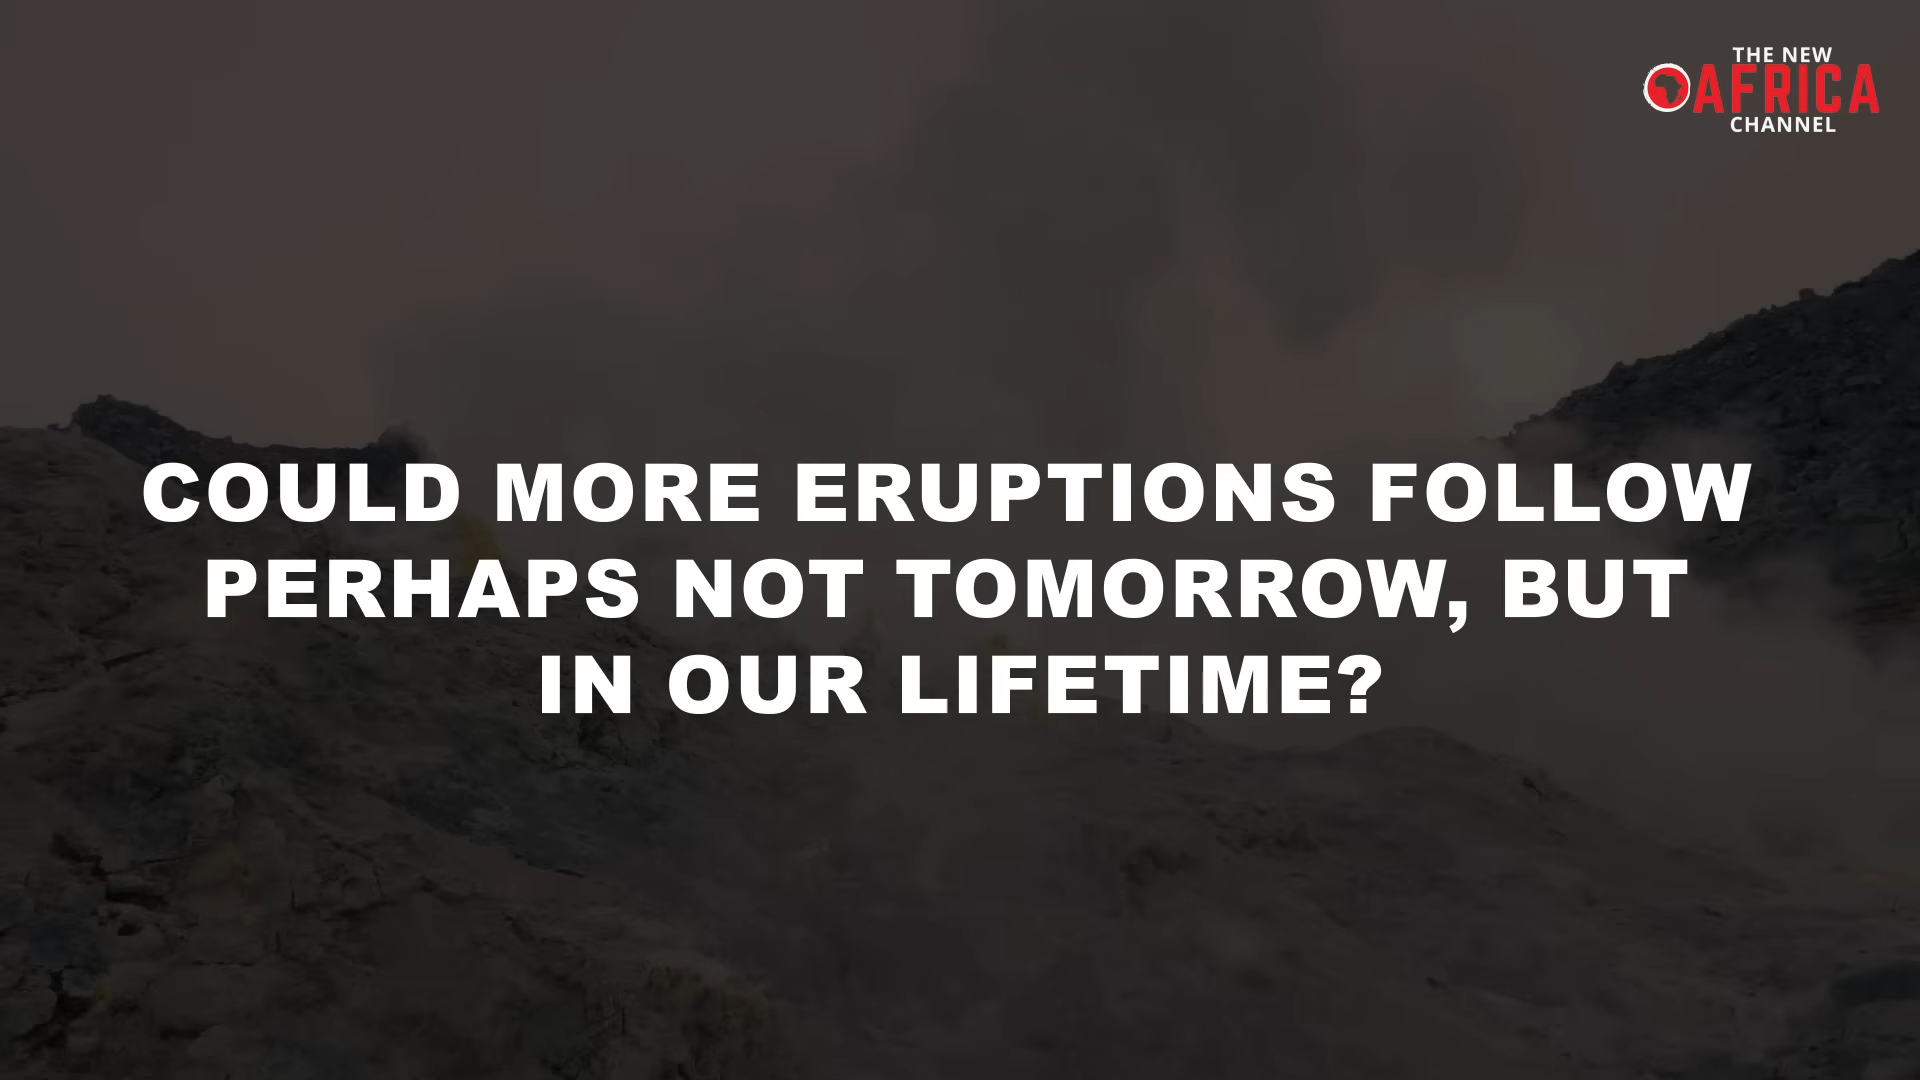 THE NEW
AFRICA
CHANNEL
COULD MORE ERUPTIONS FOLLOW
PERHAPS NOT TOMORROW, BUT
IN OUR LIFETIME?